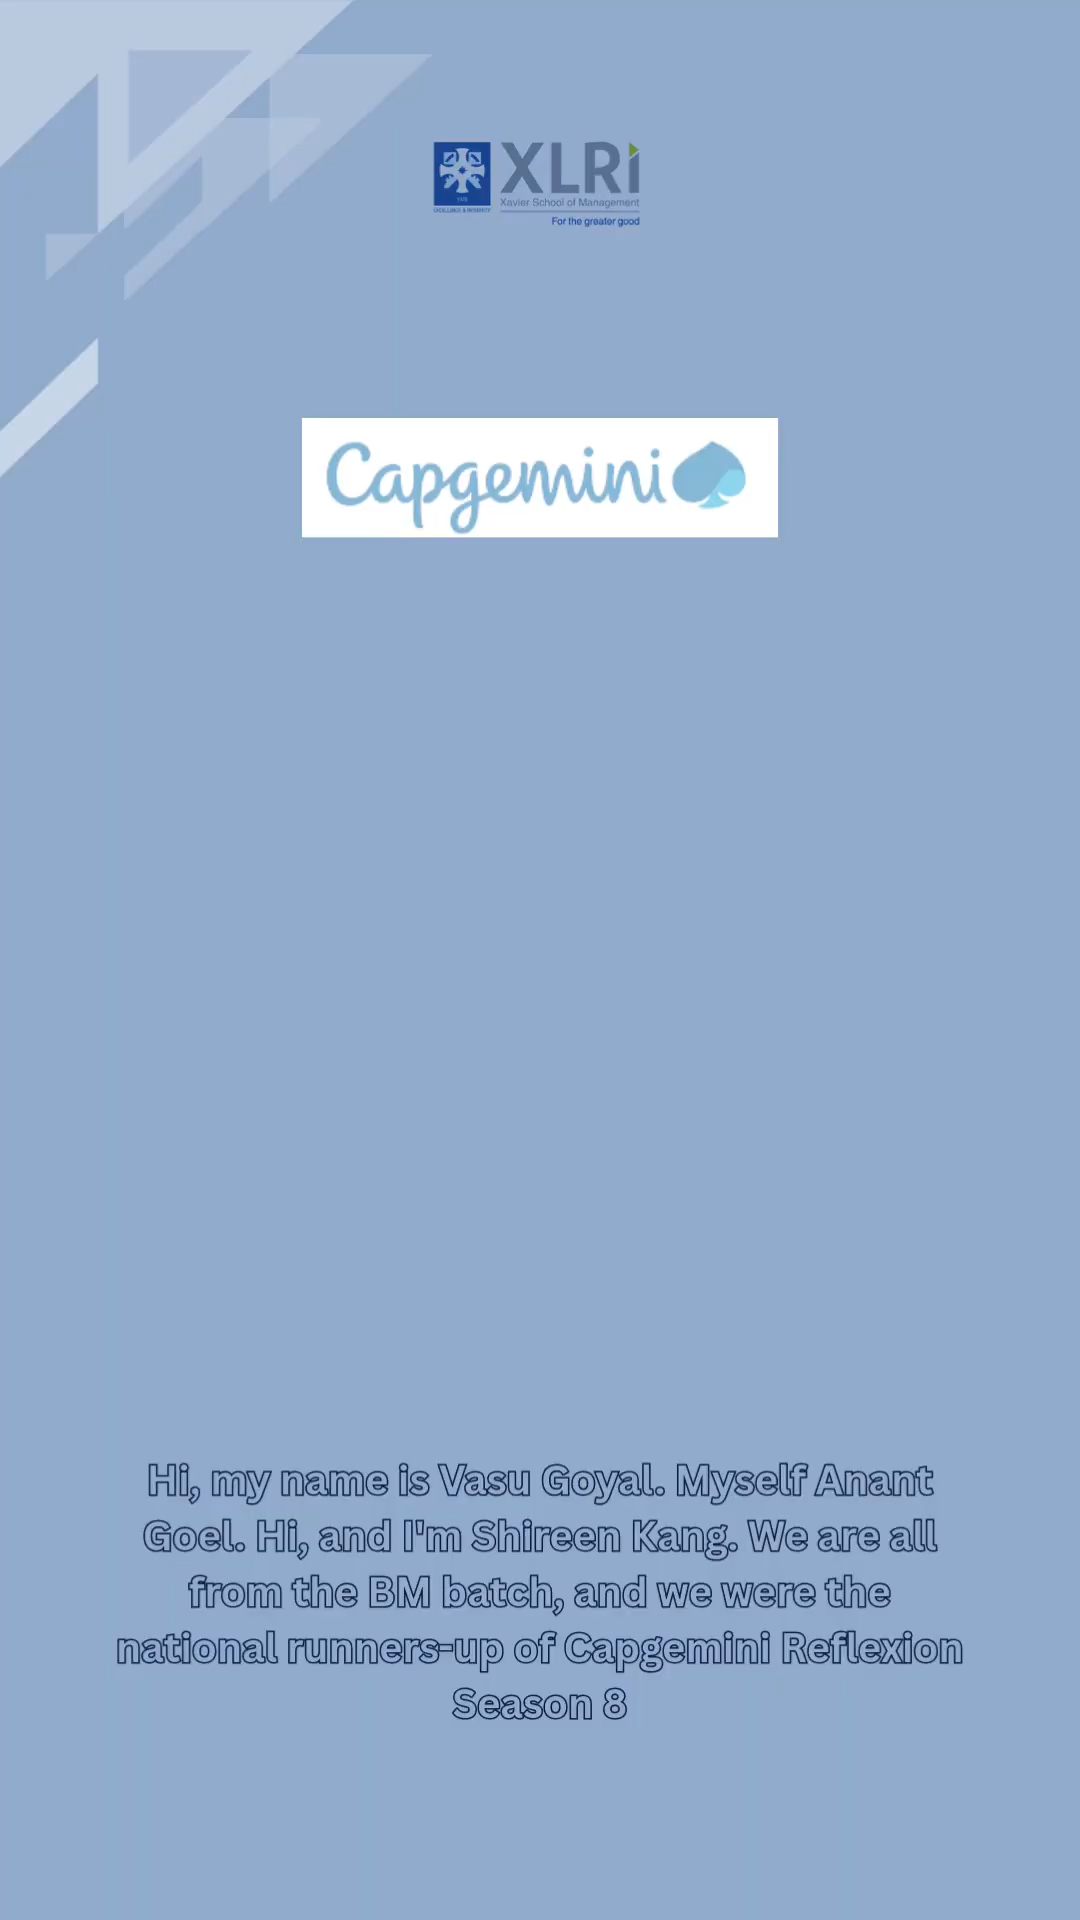 XLRi
Xavier School of Management
For the greater good
EXCELLENCE & INTEGRITY
Capgemini
Hi, my name is Vasu Goyal. Myself Anant
Goel. Hi, and I'm Shireen Kang. We are all
from the BM batch, and we were the
national runners-up of Capgemini Reflexion
Season 8